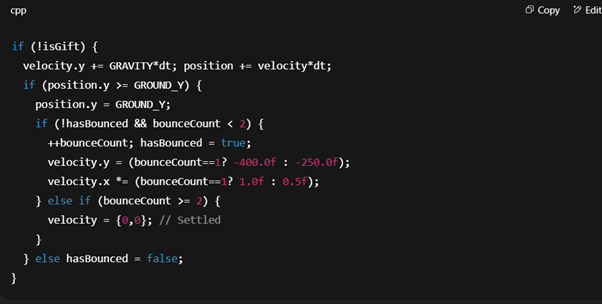 cpp Copy Edit
if (!isGift) {
  velocity.y += GRAVITY*dt; position += velocity*dt;
  if (position.y >= GROUND_Y) {
    position.y = GROUND_Y;
    if (!hasBounced && bounceCount < 2) {
      ++bounceCount; hasBounced = true;
      velocity.y = (bounceCount==1? -400.0f : -250.0f);
      velocity.x *= (bounceCount==1? 1.0f : 0.5f);
    } else if (bounceCount >= 2) {
      velocity = {0,0}; // Settled
    }
  } else hasBounced = false;
}